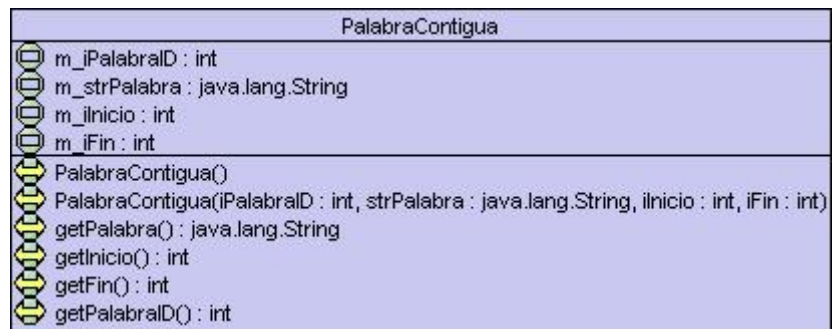 PalabraContigua
m_iPalabraID : int
m_strPalabra : java.lang.String
m_iInicio : int
m_iFin : int
PalabraContigua()
PalabraContigua(iPalabraID : int, strPalabra : java.lang.String, iInicio : int, iFin : int)
getPalabra() : java.lang.String
getInicio() : int
getFin() : int
getPalabraID() : int